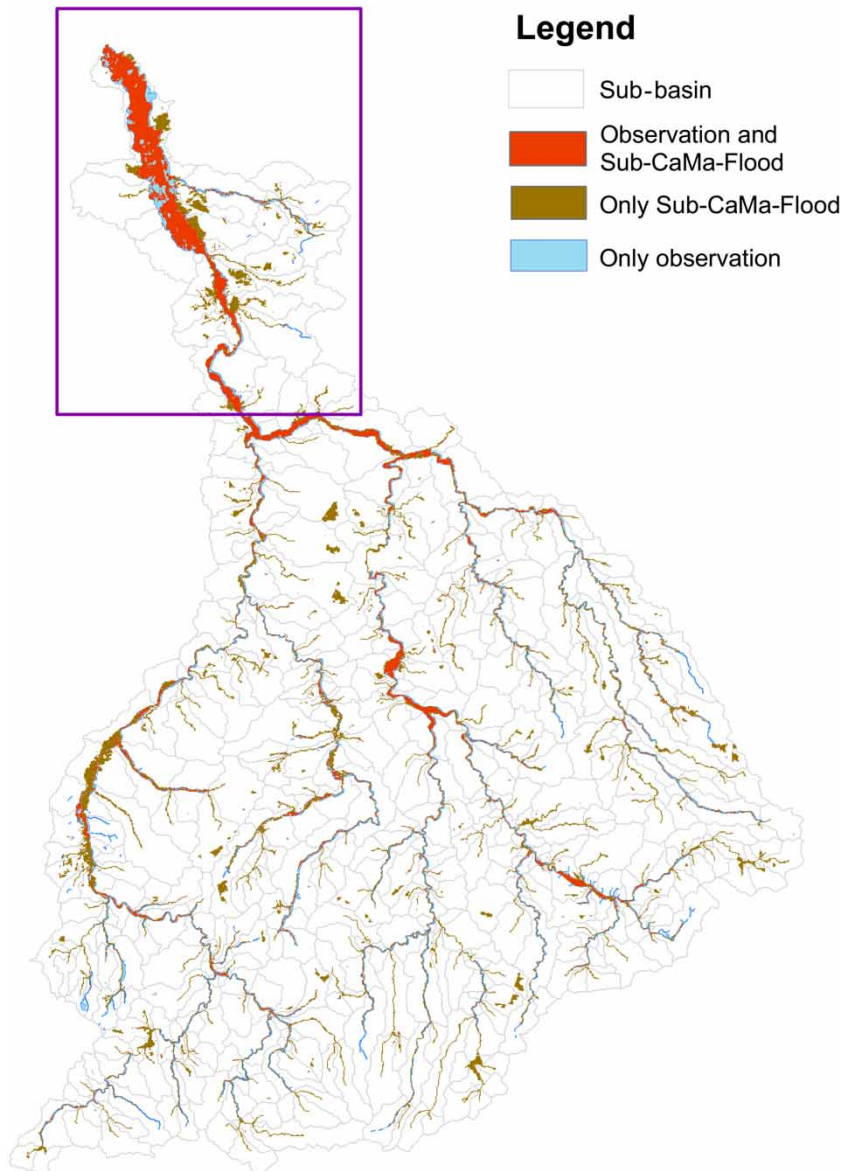 Legend
Sub-basin
Observation and
Sub-CaMa-Flood
Only Sub-CaMa-Flood
Only observation